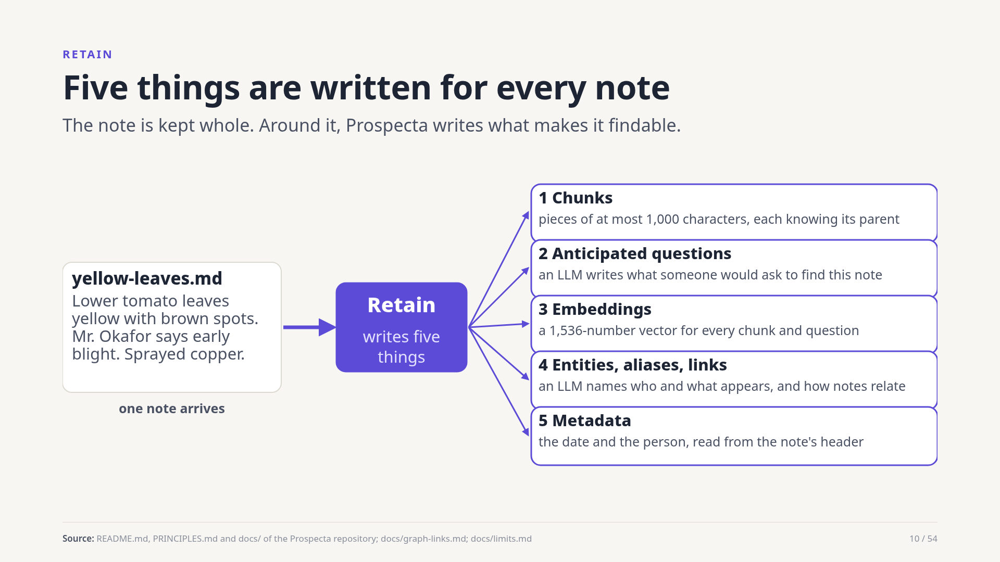 RETAIN
Five things are written for every note
The note is kept whole. Around it, Prospecta writes what makes it findable.
yellow-leaves.md
Lower tomato leaves
yellow with brown spots.
Mr. Okafor says early
blight. Sprayed copper.
one note arrives
Retain
writes five
things
1 Chunks
pieces of at most 1,000 characters, each knowing its parent
2 Anticipated questions
an LLM writes what someone would ask to find this note
3 Embeddings
a 1,536-number vector for every chunk and question
4 Entities, aliases, links
an LLM names who and what appears, and how notes relate
5 Metadata
the date and the person, read from the note's header
Source: README.md, PRINCIPLES.md and docs/ of the Prospecta repository; docs/graph-links.md; docs/limits.md
10 / 54